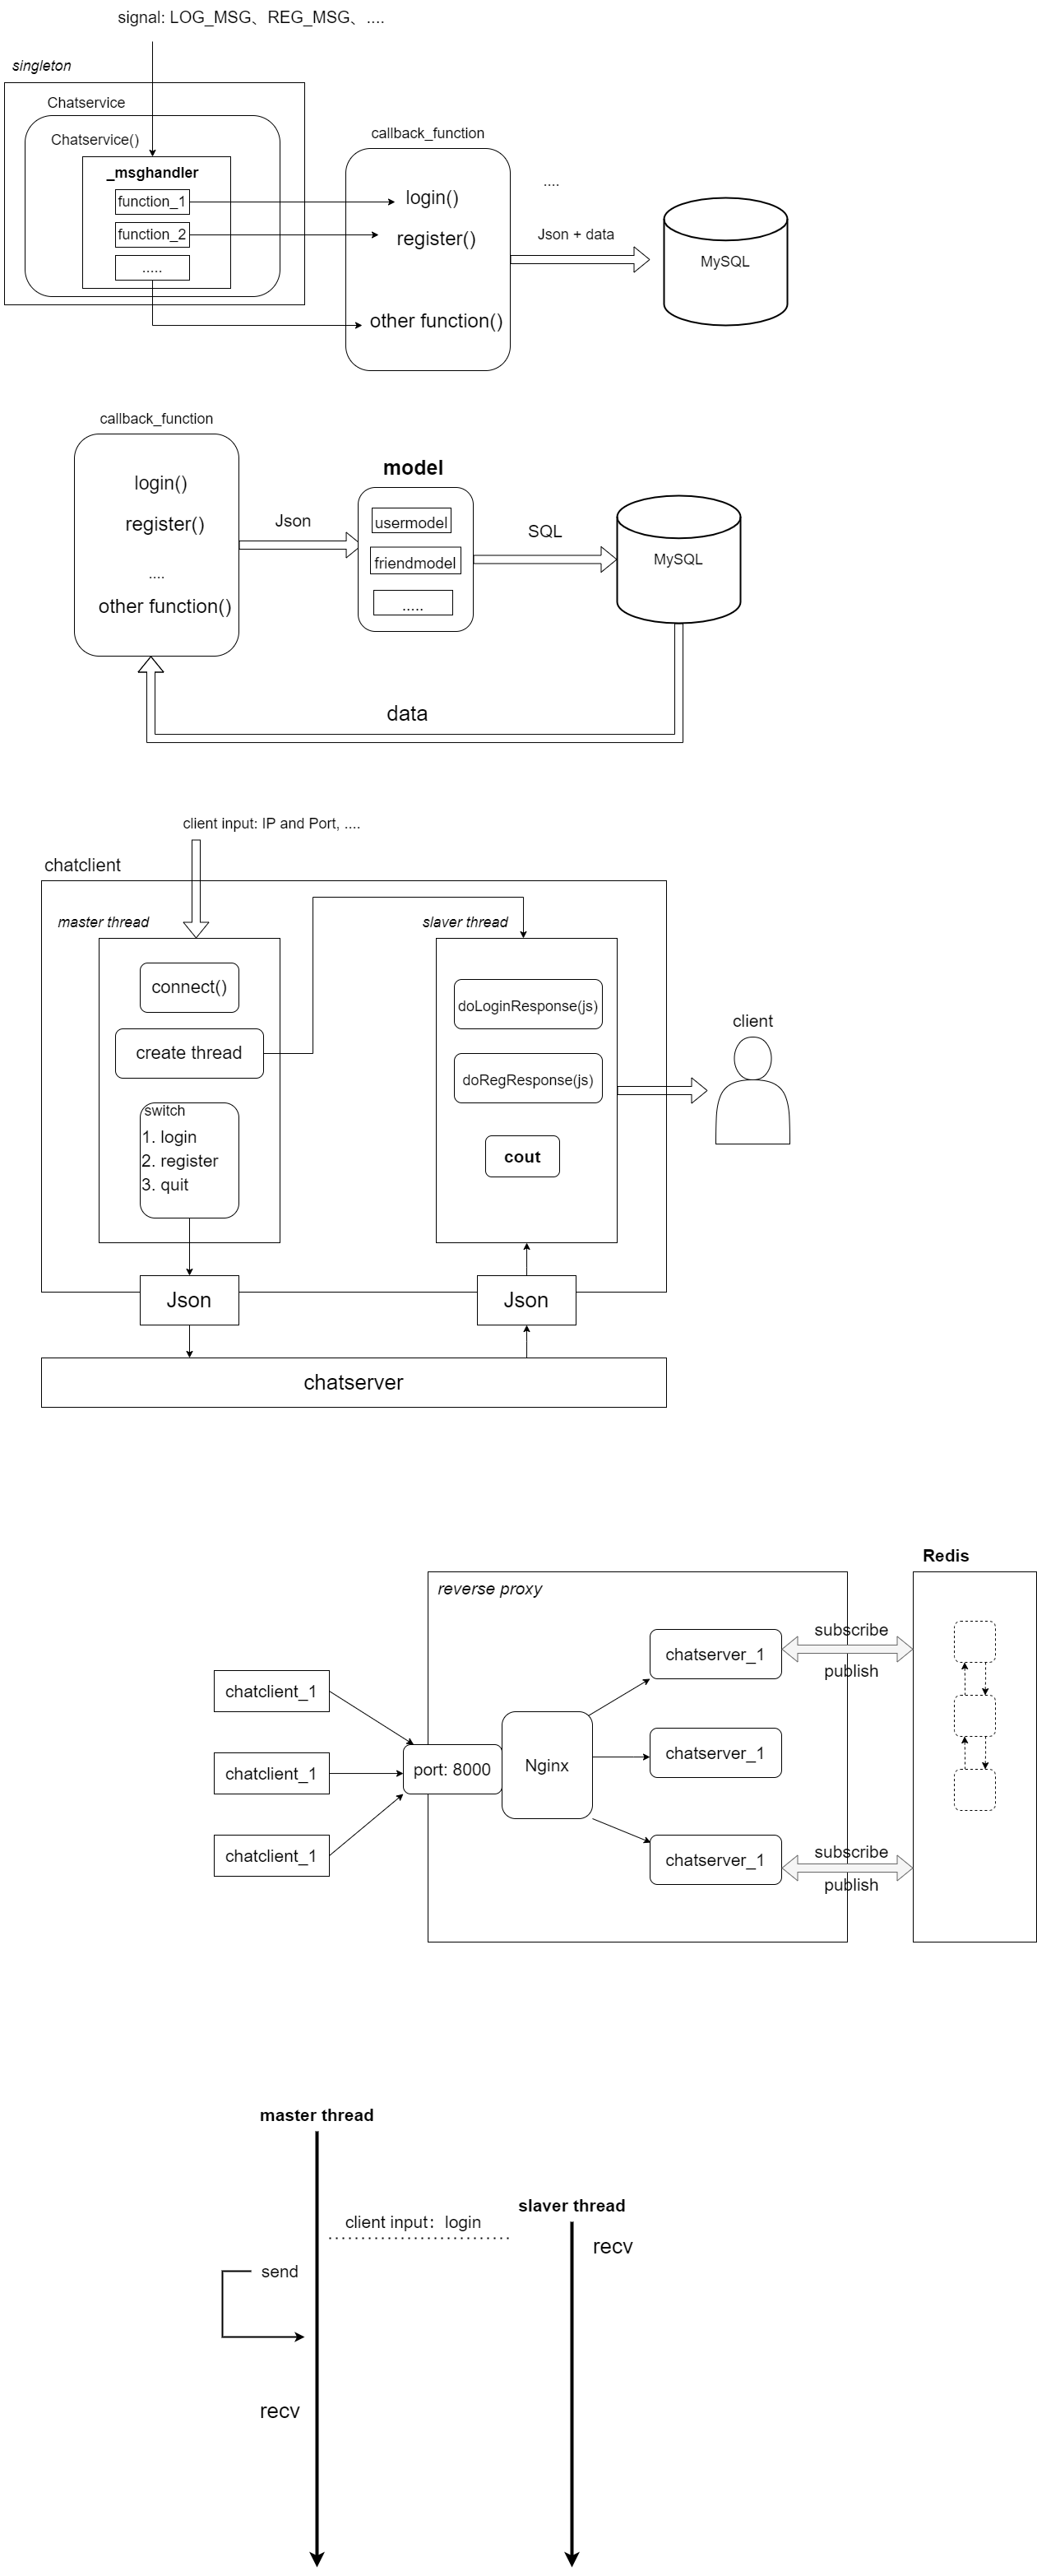 signal: LOG_MSG、REG_MSG、....
singleton
Chatservice
Chatservice()
_msghandler
function_1
function_2
.....
callback_function
login()
register()
other function()
....
Json + data
MySQL
callback_function
login()
register()
....
other function()
Json
model
usermodel
friendmodel
.....
SQL
MySQL
data
client input: IP and Port, ....
chatclient
master thread
connect()
create thread
switch
1. login
2. register
3. quit
slaver thread
doLoginResponse(js)
doRegResponse(js)
cout
client
Json
Json
chatserver
Redis
reverse proxy
chatclient_1
chatclient_1
chatclient_1
port: 8000
Nginx
chatserver_1
chatserver_1
chatserver_1
subscribe
publish
subscribe
publish
master thread
slaver thread
client input：login
recv
send
recv